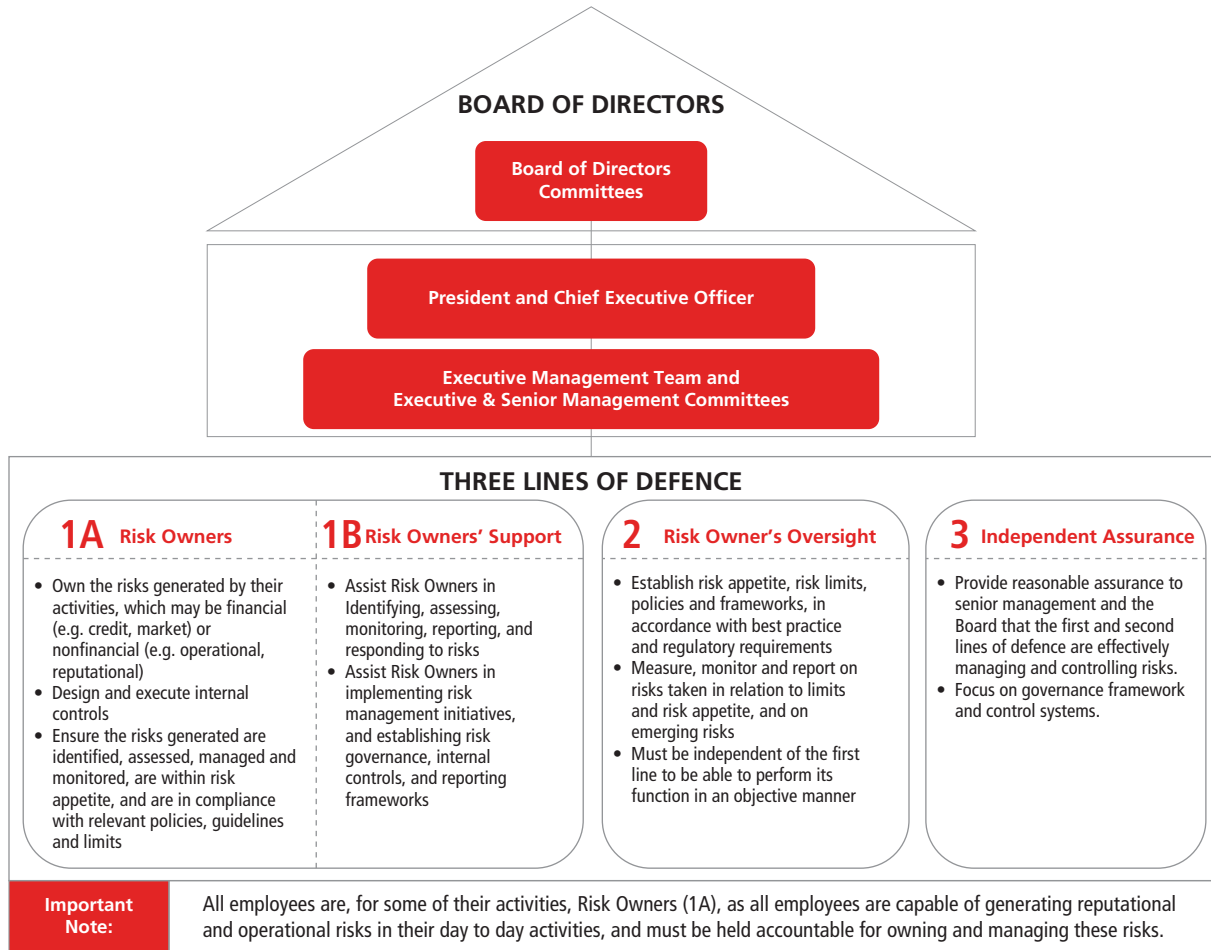 BOARD OF DIRECTORS
Board of Directors
Committees
President and Chief Executive Officer
Executive Management Team and
Executive & Senior Management Committees
THREE LINES OF DEFENCE
1A Risk Owners
• Own the risks generated by their
activities, which may be financial
(e.g. credit, market) or
nonfinancial (e.g. operational,
reputational)
• Design and execute internal
controls
• Ensure the risks generated are
identified, assessed, managed and
monitored, are within risk
appetite, and are in compliance
with relevant policies, guidelines
and limits
1B Risk Owners' Support
• Assist Risk Owners in
Identifying, assessing,
monitoring, reporting, and
responding to risks
• Assist Risk Owners in
implementing risk
management initiatives,
and establishing risk
governance, internal
controls, and reporting
frameworks
2 Risk Owner's Oversight
• Establish risk appetite, risk limits,
policies and frameworks, in
accordance with best practice
and regulatory requirements
• Measure, monitor and report on
risks taken in relation to limits
and risk appetite, and on
emerging risks
• Must be independent of the first
line to be able to perform its
function in an objective manner
3 Independent Assurance
• Provide reasonable assurance to
senior management and the
Board that the first and second
lines of defence are effectively
managing and controlling risks.
• Focus on governance framework
and control systems.
Important
Note:
All employees are, for some of their activities, Risk Owners (1A), as all employees are capable of generating reputational
and operational risks in their day to day activities, and must be held accountable for owning and managing these risks.